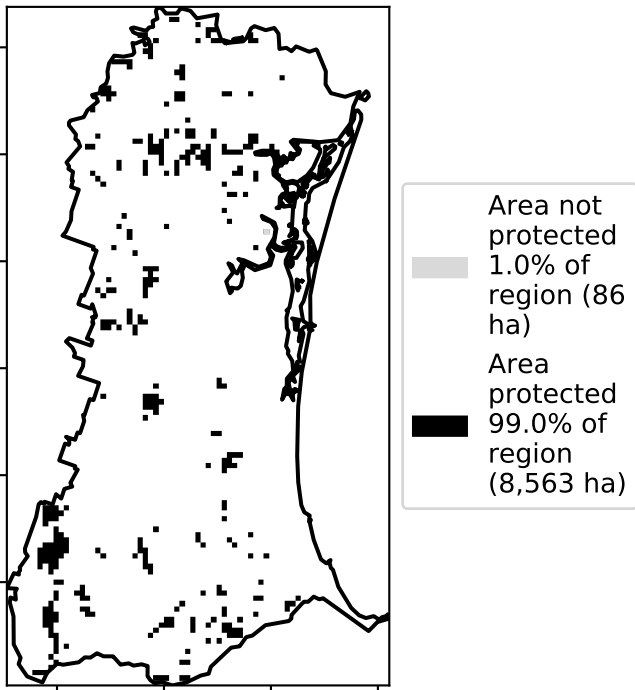 Area not
protected
1.0% of
region (86
ha)
Area
protected
99.0% of
region
(8,563 ha)